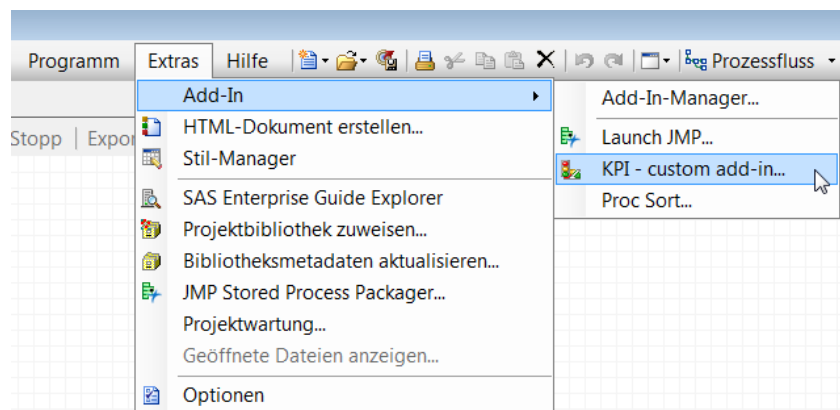 Programm Extras Hilfe Prozessfluss
Add-In
Add-In-Manager...
HTML-Dokument erstellen...
Launch JMP...
Stopp Expor
Stil-Manager
KPI - custom add-in...
SAS Enterprise Guide Explorer
Proc Sort...
Projektbibliothek zuweisen...
Bibliotheksmetadaten aktualisieren...
JMP Stored Process Packager...
Projektwartung...
Geöffnete Dateien anzeigen...
Optionen